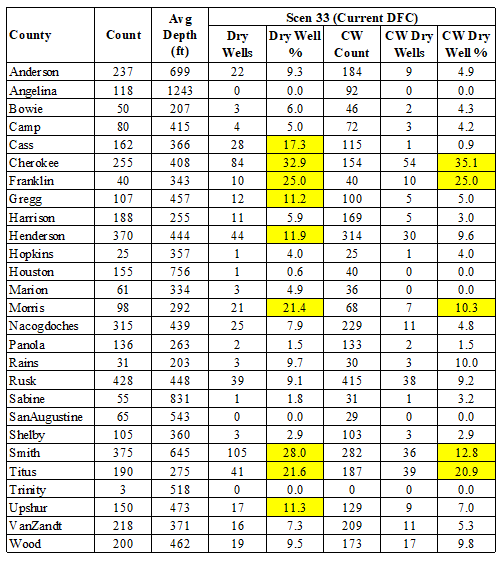 County Count Avg Depth (ft) Scen 33 (Current DFC)
Dry Wells Dry Well % CW Count CW Dry Wells CW Dry Well %
Anderson 237 699 22 9.3 184 9 4.9
Angelina 118 1243 0 0.0 92 0 0.0
Bowie 50 207 3 6.0 46 2 4.3
Camp 80 415 4 5.0 72 3 4.2
Cass 162 366 28 17.3 115 1 0.9
Cherokee 255 408 84 32.9 154 54 35.1
Franklin 40 343 10 25.0 40 10 25.0
Gregg 107 457 12 11.2 100 5 5.0
Harrison 188 255 11 5.9 169 5 3.0
Henderson 370 444 44 11.9 314 30 9.6
Hopkins 25 357 1 4.0 25 1 4.0
Houston 155 756 1 0.6 40 0 0.0
Marion 61 334 3 4.9 36 0 0.0
Morris 98 292 21 21.4 68 7 10.3
Nacogdoches 315 439 25 7.9 229 11 4.8
Panola 136 263 2 1.5 133 2 1.5
Rains 31 203 3 9.7 30 3 10.0
Rusk 428 448 39 9.1 415 38 9.2
Sabine 55 831 1 1.8 31 1 3.2
SanAugustine 65 543 0 0.0 29 0 0.0
Shelby 105 360 3 2.9 103 3 2.9
Smith 375 645 105 28.0 282 36 12.8
Titus 190 275 41 21.6 187 39 20.9
Trinity 3 518 0 0.0 0 0 0.0
Upshur 150 473 17 11.3 129 9 7.0
VanZandt 218 371 16 7.3 209 11 5.3
Wood 200 462 19 9.5 173 17 9.8